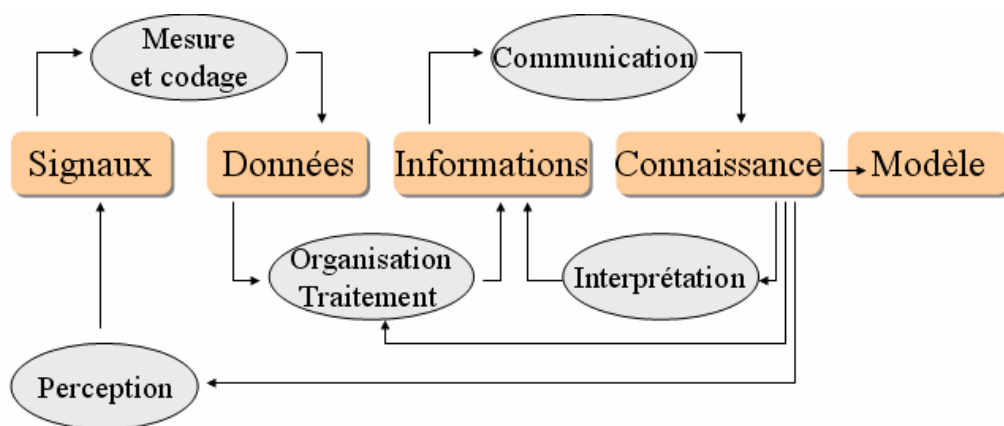 Mesure
et codage
Communication
Signaux
Données
Informations
Connaissance
Modèle
Organisation
Traitement
Interprétation
Perception